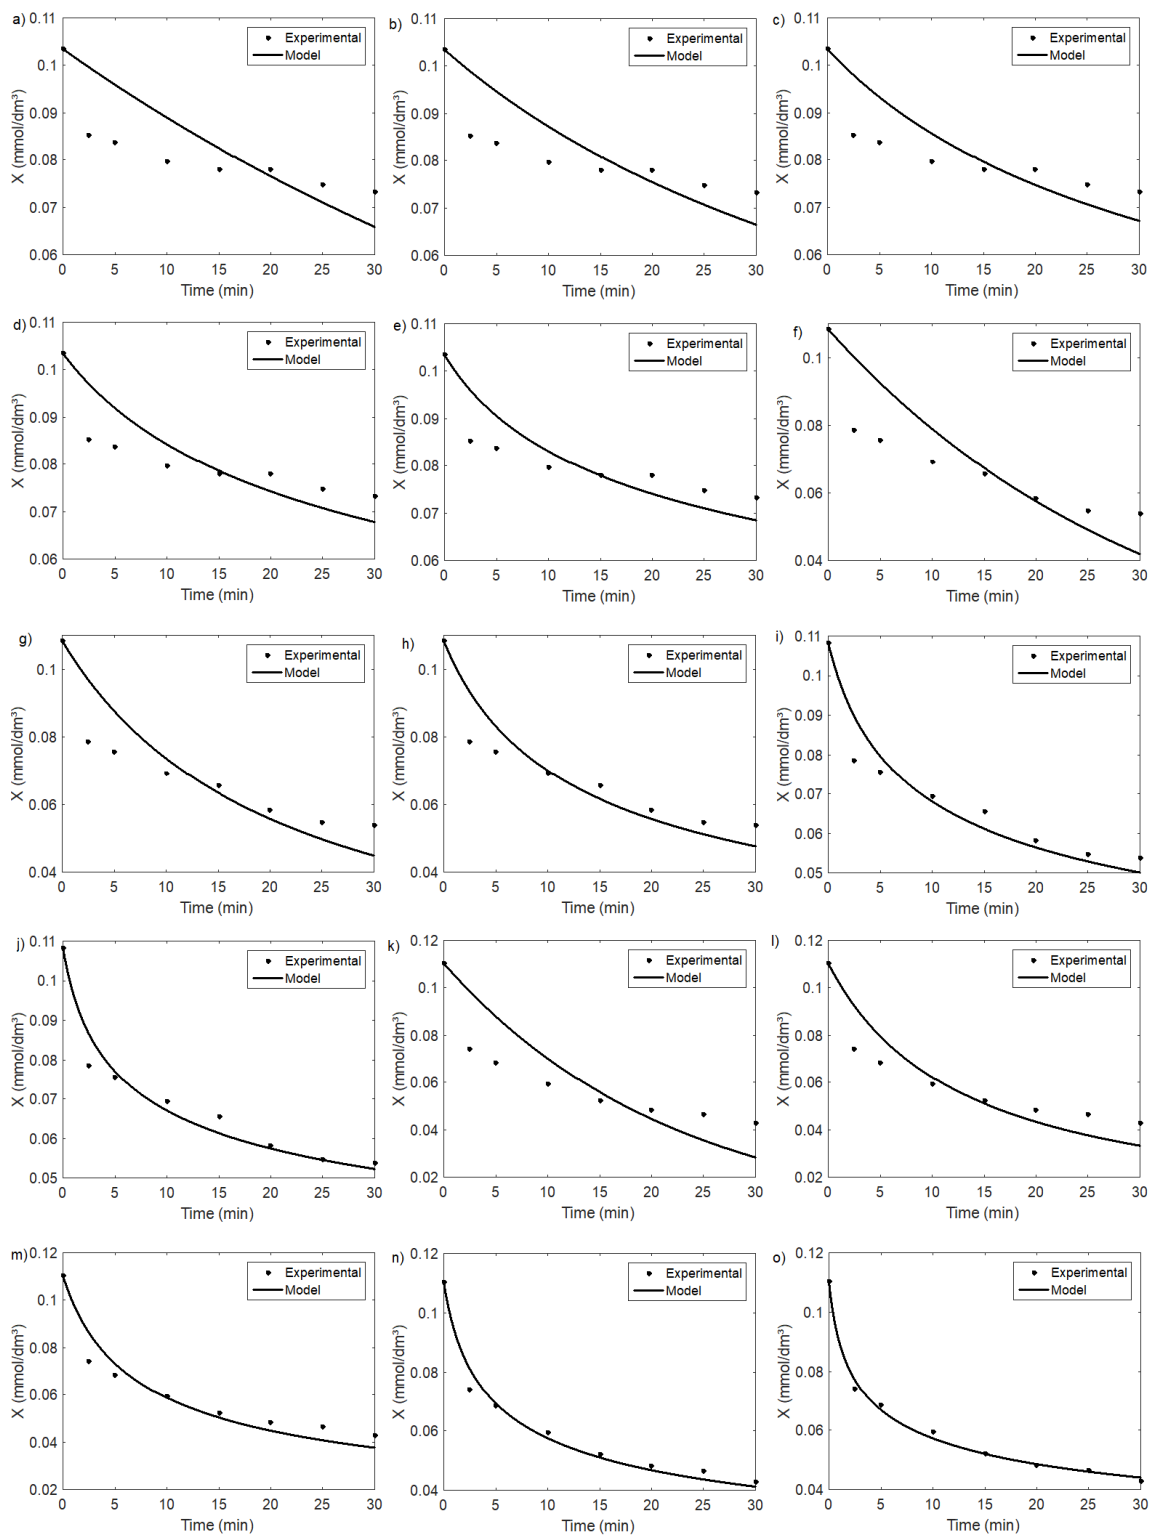 a)
0.11
0.1
0.09
0.08
0.07
0.06
X (mmol/dm³)
Experimental
Model
0 5 10 15 20 25 30
Time (min)
b)
0.11
0.1
0.09
0.08
0.07
0.06
X (mmol/dm³)
Experimental
Model
0 5 10 15 20 25 30
Time (min)
c)
0.11
0.1
0.09
0.08
0.07
0.06
X (mmol/dm³)
Experimental
Model
0 5 10 15 20 25 30
Time (min)
d)
0.11
0.1
0.09
0.08
0.07
0.06
X (mmol/dm³)
Experimental
Model
0 5 10 15 20 25 30
Time (min)
e)
0.11
0.1
0.09
0.08
0.07
0.06
X (mmol/dm³)
Experimental
Model
0 5 10 15 20 25 30
Time (min)
f)
0.1
0.08
0.06
0.04
X (mmol/dm³)
Experimental
Model
0 5 10 15 20 25 30
Time (min)
g)
0.1
0.08
0.06
0.04
X (mmol/dm³)
Experimental
Model
0 5 10 15 20 25 30
Time (min)
h)
0.1
0.08
0.06
0.04
X (mmol/dm³)
Experimental
Model
0 5 10 15 20 25 30
Time (min)
i)
0.11
0.1
0.09
0.08
0.07
0.06
0.05
X (mmol/dm³)
Experimental
Model
0 5 10 15 20 25 30
Time (min)
j)
0.11
0.1
0.09
0.08
0.07
0.06
0.05
X (mmol/dm³)
Experimental
Model
0 5 10 15 20 25 30
Time (min)
k)
0.12
0.1
0.08
0.06
0.04
0.02
X (mmol/dm³)
Experimental
Model
0 5 10 15 20 25 30
Time (min)
l)
0.12
0.1
0.08
0.06
0.04
0.02
X (mmol/dm³)
Experimental
Model
0 5 10 15 20 25 30
Time (min)
m)
0.12
0.1
0.08
0.06
0.04
0.02
X (mmol/dm³)
Experimental
Model
0 5 10 15 20 25 30
Time (min)
n)
0.12
0.1
0.08
0.06
0.04
X (mmol/dm³)
Experimental
Model
0 5 10 15 20 25 30
Time (min)
o)
0.12
0.1
0.08
0.06
0.04
X (mmol/dm³)
Experimental
Model
0 5 10 15 20 25 30
Time (min)